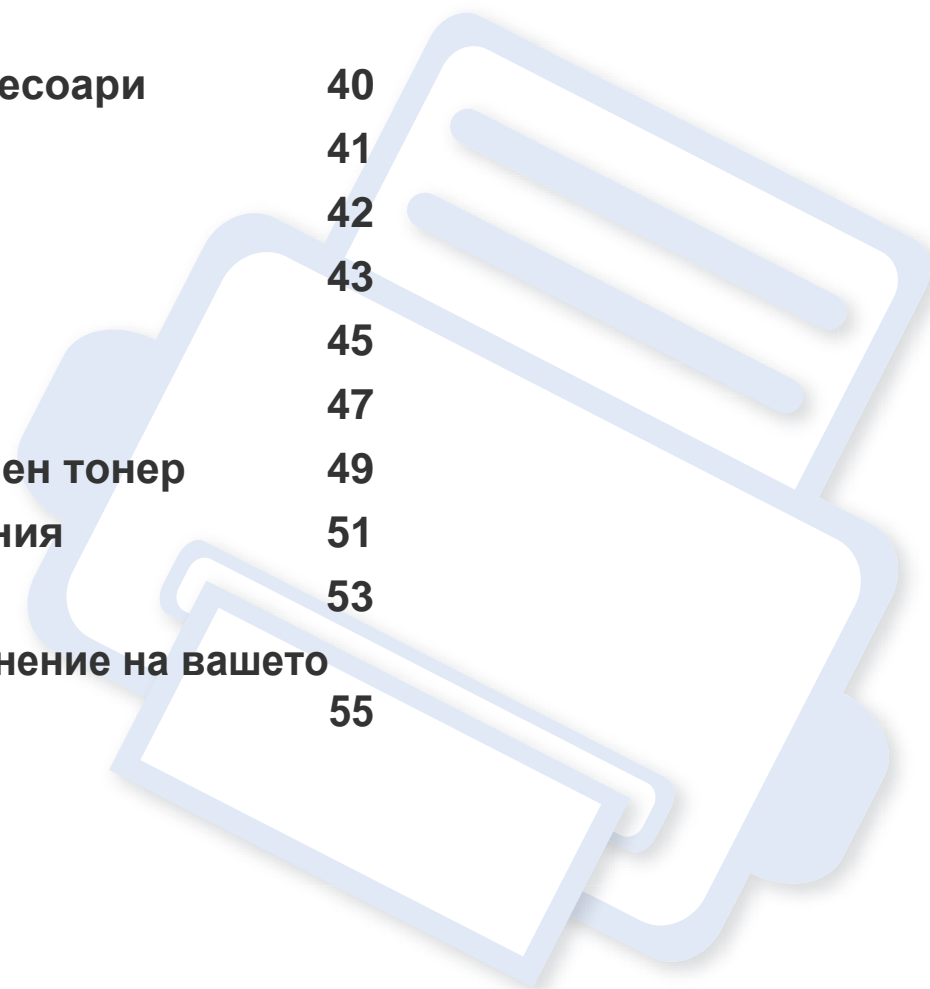 есоари 40
41
42
43
45
47
ен тонер 49
ния 51
53
нение на вашето
55